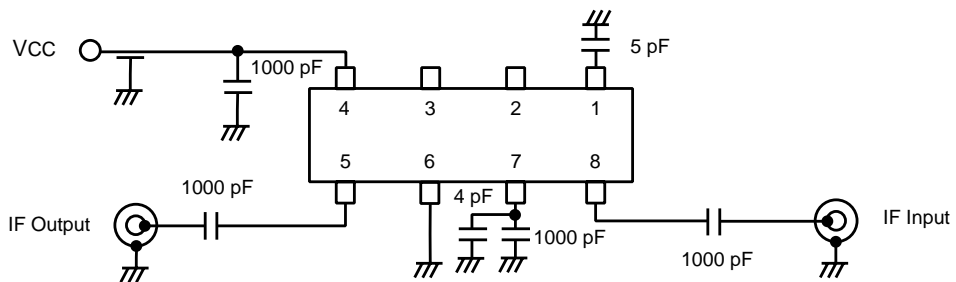 VCC
5 pF
1000 pF
4 3 2 1
5 6 7 8
1000 pF
4 pF
IF Output
1000 pF
IF Input
1000 pF